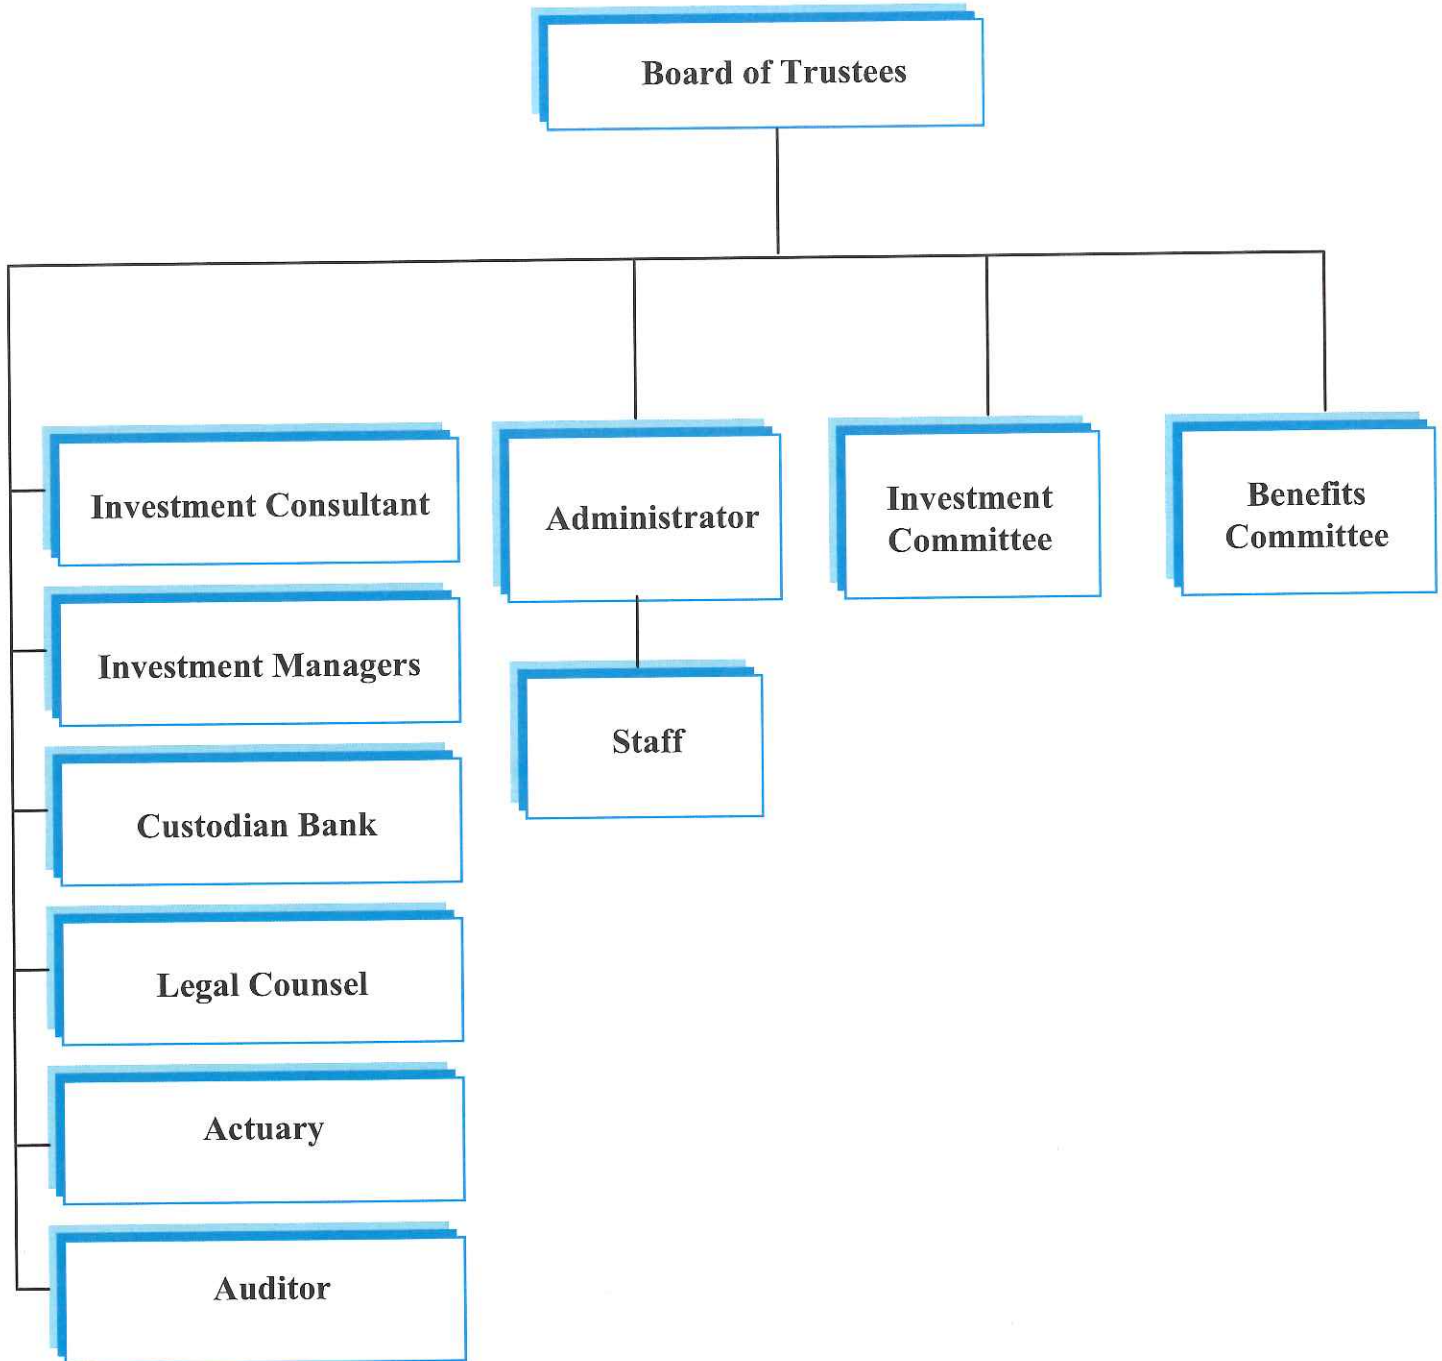 Board of Trustees
Investment Consultant
Administrator
Investment
Committee
Benefits
Committee
Investment Managers
Staff
Custodian Bank
Legal Counsel
Actuary
Auditor